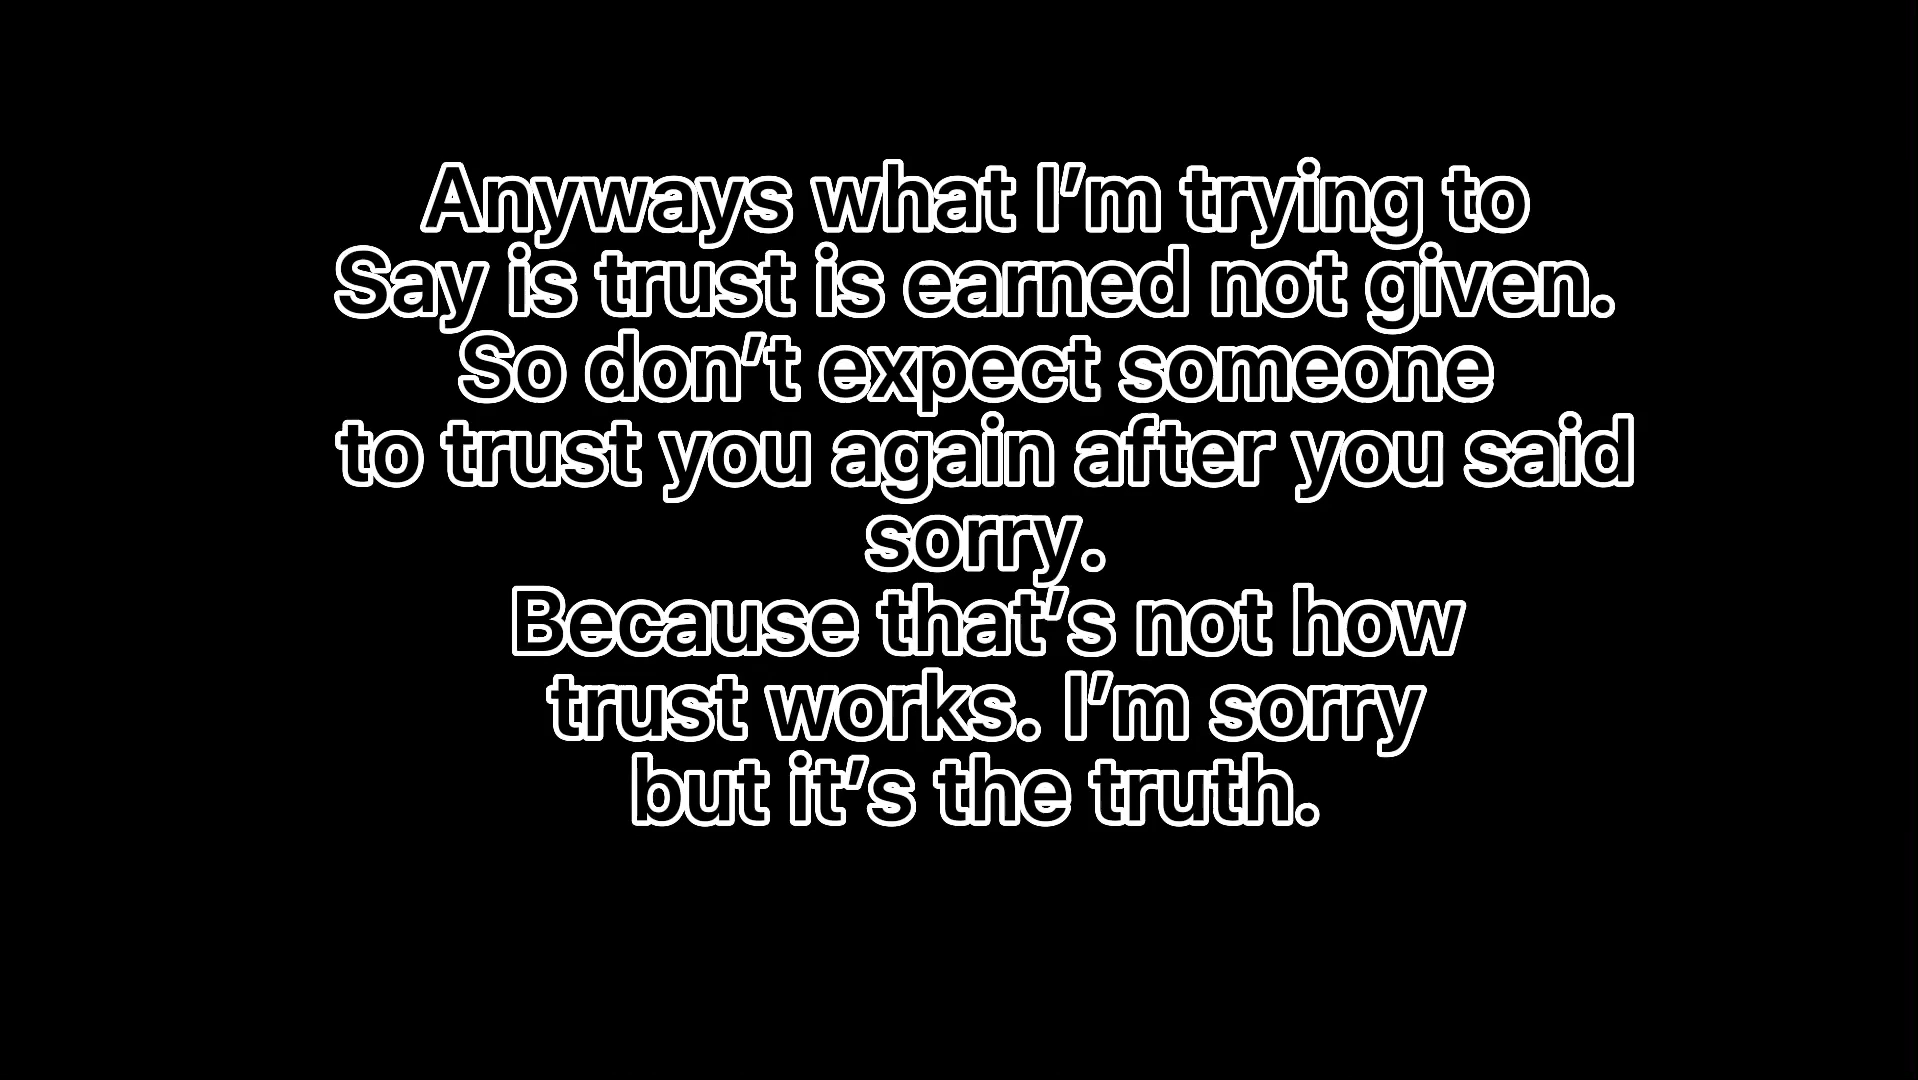 Anyways what I’m trying to
Say is trust is earned not given.
So don’t expect someone
to trust you again after you said
sorry.
Because that’s not how
trust works. I’m sorry
but it’s the truth.